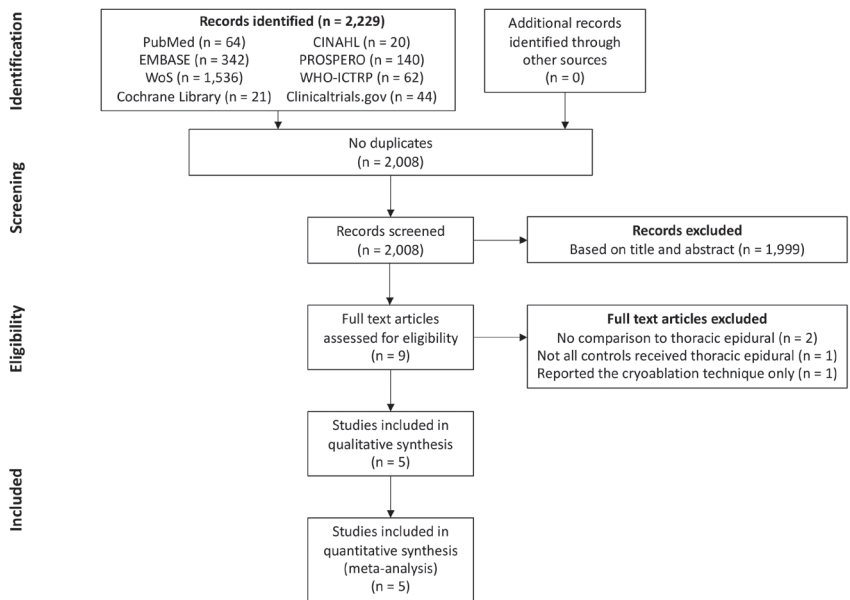 Identification
Records identified (n = 2,229)
PubMed (n = 64)
CINAHL (n = 20)
EMBASE (n = 342)
PROSPERO (n = 140)
WoS (n = 1,536)
WHO-ICTRP (n = 62)
Cochrane Library (n = 21)
Clinicaltrials.gov (n = 44)
Additional records
identified through
other sources
(n = 0)
Screening
No duplicates
(n = 2,008)
Records screened
(n = 2,008)
Records excluded
Based on title and abstract (n = 1,999)
Eligibility
Full text articles
assessed for eligibility
(n = 9)
Full text articles excluded
No comparison to thoracic epidural (n = 2)
Not all controls received thoracic epidural (n = 1)
Reported the cryoablation technique only (n = 1)
Included
Studies included in
qualitative synthesis
(n = 5)
Studies included in
quantitative synthesis
(meta-analysis)
(n = 5)